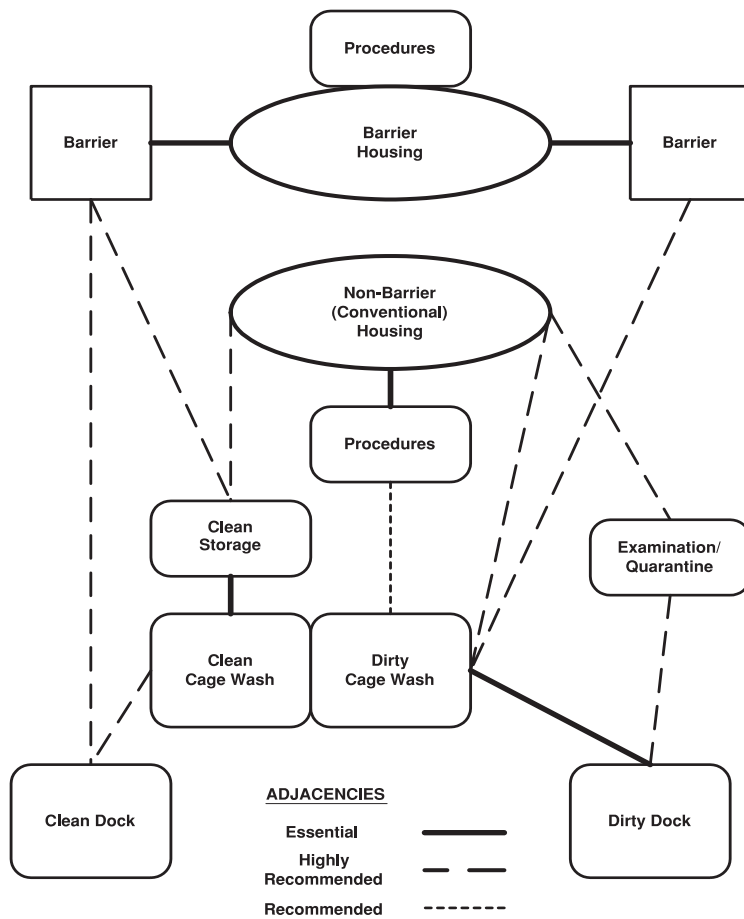 Procedures
Barrier
Barrier
Housing
Barrier
Non-Barrier
(Conventional)
Housing
Procedures
Clean
Storage
Examination/
Quarantine
Clean
Cage Wash
Dirty
Cage Wash
Clean Dock
Dirty Dock
ADJACENCIES
Essential
Highly
Recommended
Recommended